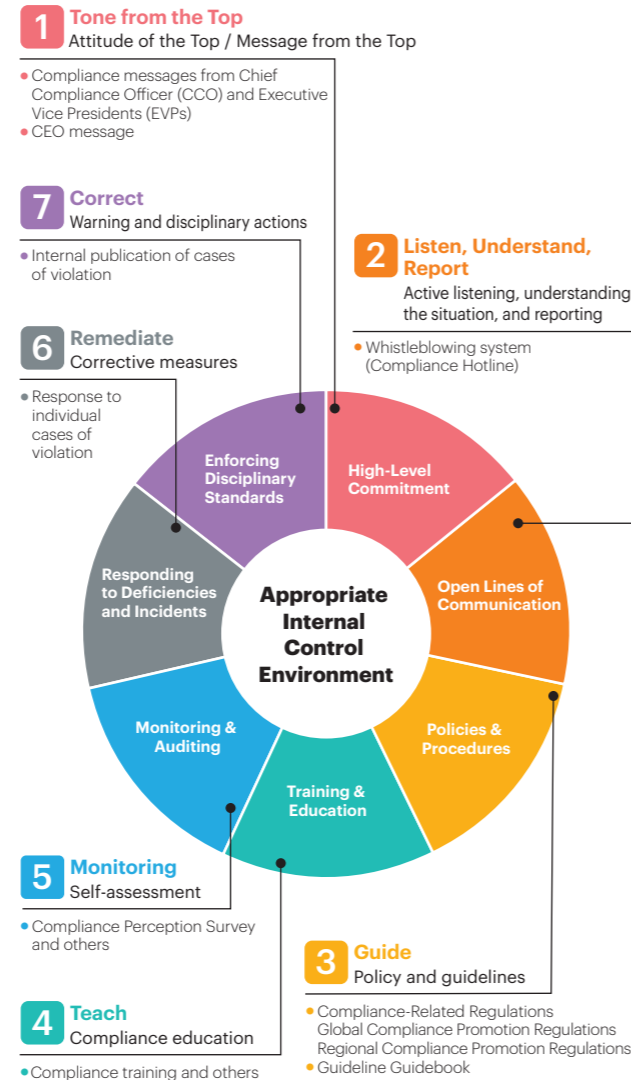 1
Tone from the Top
Attitude of the Top / Message from the Top
• Compliance messages from Chief
Compliance Officer (CCO) and Executive
Vice Presidents (EVPs)
• CEO message
7
Correct
Warning and disciplinary actions
• Internal publication of cases
of violation
2
Listen, Understand,
Report
Active listening, understanding
the situation, and reporting
• Whistleblowing system
(Compliance Hotline)
6
Remediate
Corrective measures
• Response to
individual
cases of
violation
Enforcing
Disciplinary
Standards
High-Level
Commitment
Responding
to Deficiencies
and Incidents
Appropriate
Internal
Control
Environment
Open Lines of
Communication
Monitoring &
Auditing
Policies &
Procedures
Training &
Education
5
Monitoring
Self-assessment
• Compliance Perception Survey
and others
3
Guide
Policy and guidelines
• Compliance-Related Regulations
Global Compliance Promotion Regulations
Regional Compliance Promotion Regulations
• Guideline Guidebook
4
Teach
Compliance education
• Compliance training and others